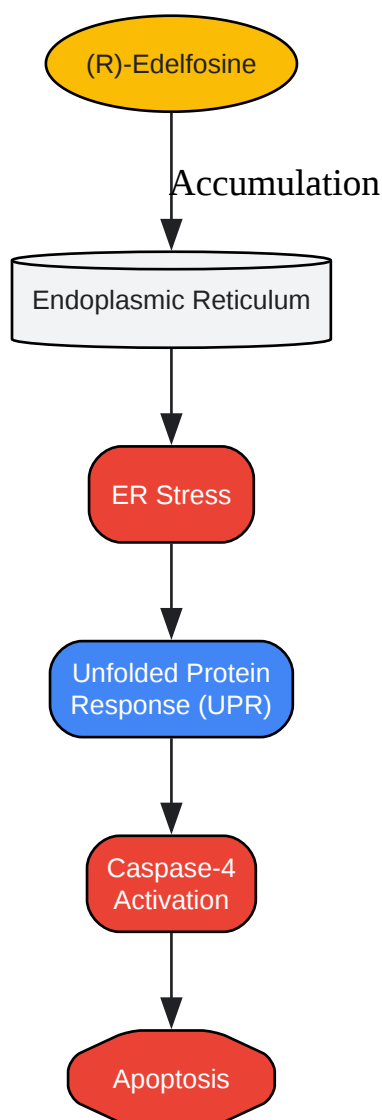 (R)-Edelfosine
Accumulation
Endoplasmic Reticulum
ER Stress
Unfolded Protein
Response (UPR)
Caspase-4
Activation
Apoptosis